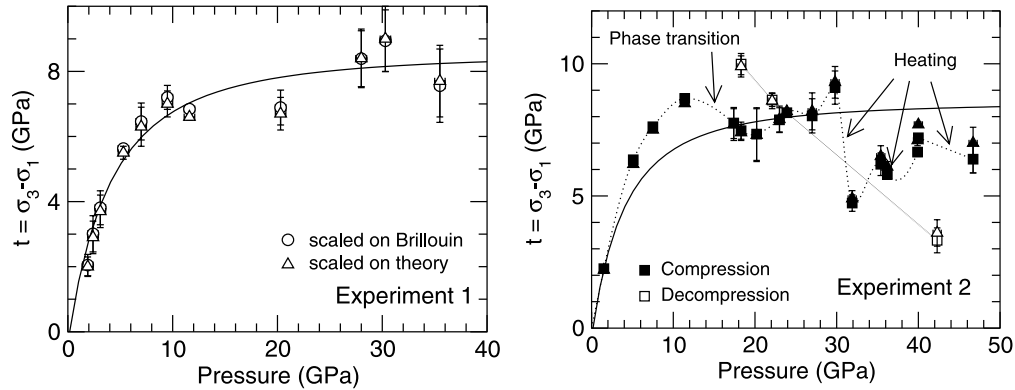 t = σ3-σ1 (GPa)
8
4
0
0
10
20
30
40
Pressure (GPa)
scaled on Brillouin
scaled on theory
Experiment 1
t = σ3-σ1 (GPa)
10
5
0
0
10
20
30
40
50
Pressure (GPa)
Phase transition
Heating
Compression
Decompression
Experiment 2